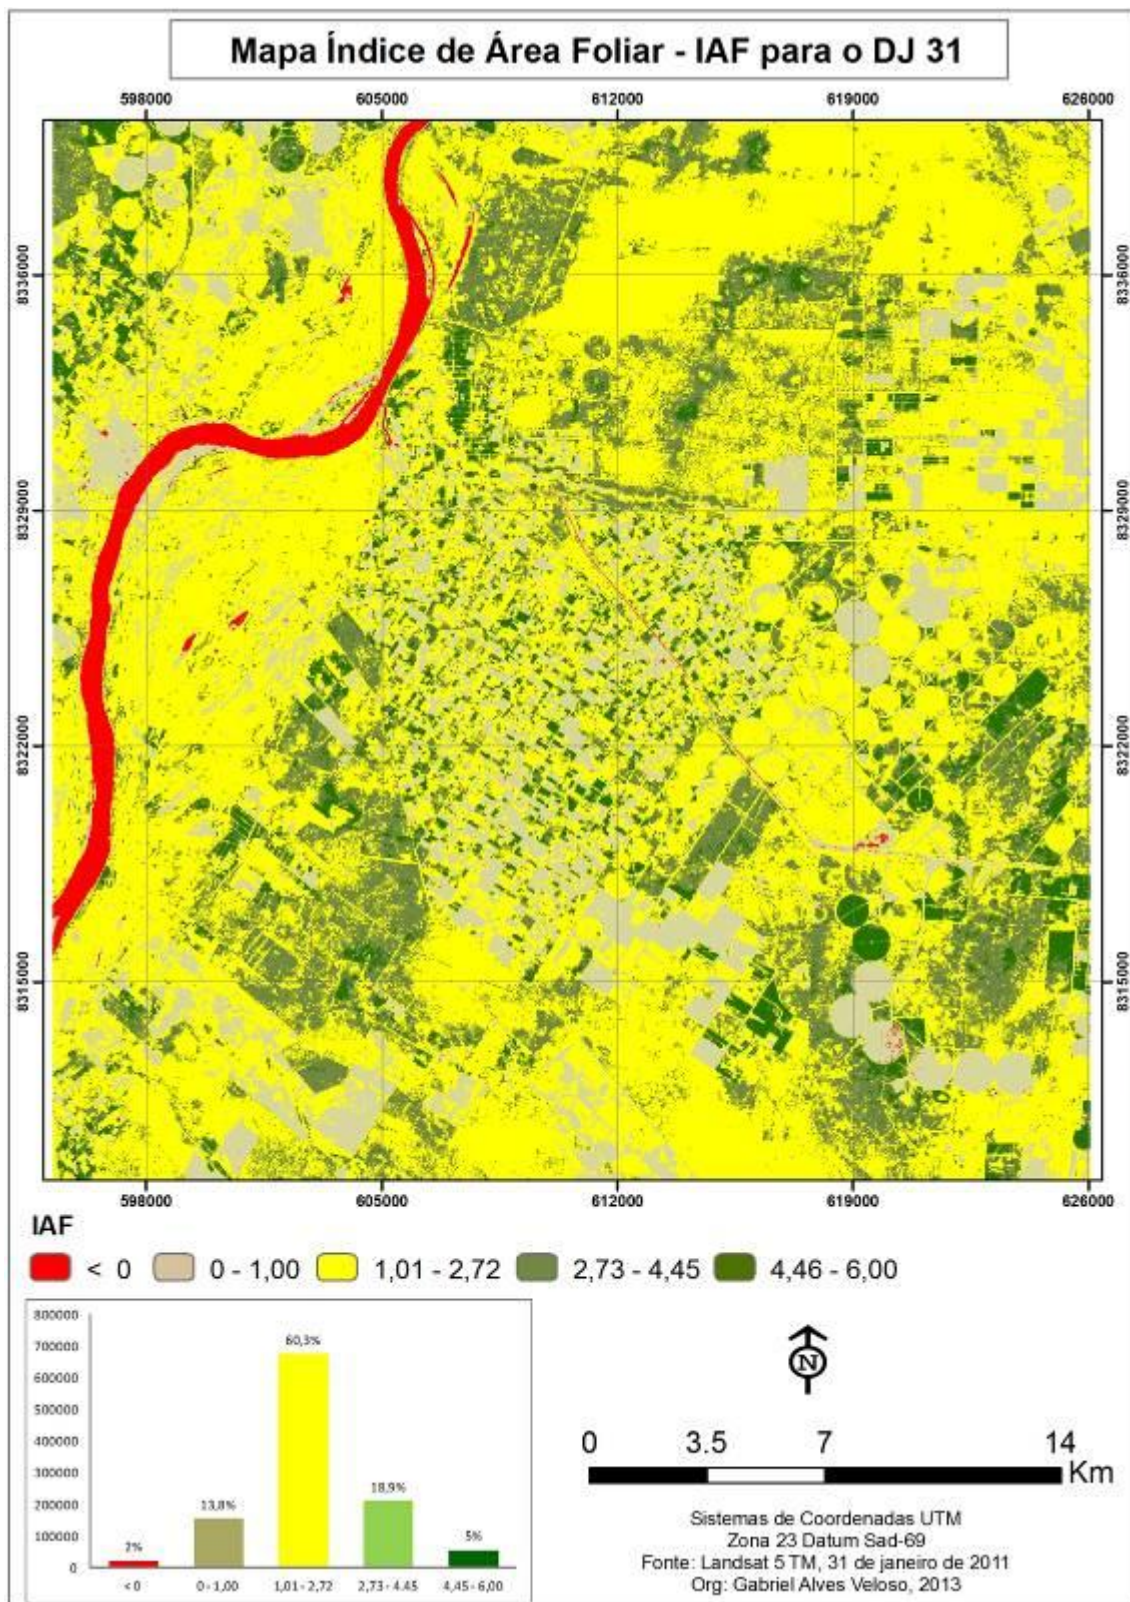 Mapa Índice de Área Foliar - IAF para o DJ 31
598000 605000 612000 619000 626000
8336000 8336000
8329000 8329000
8322000 8322000
8315000 8315000
598000 605000 612000 619000 626000
IAF
< 0 0 - 1,00 1,01 - 2,72 2,73 - 4,45 4,46 - 6,00
800000
700000
600000
500000
400000
300000
200000
100000
0
2% 13,8% 60,3% 18,9% 5%
< 0 0 - 1,00 1,01 - 2,72 2,73 - 4.45 4,45 - 6,00
N
0 3.5 7 14
Km
Sistemas de Coordenadas UTM
Zona 23 Datum Sad-69
Fonte: Landsat 5 TM, 31 de janeiro de 2011
Org: Gabriel Alves Veloso, 2013